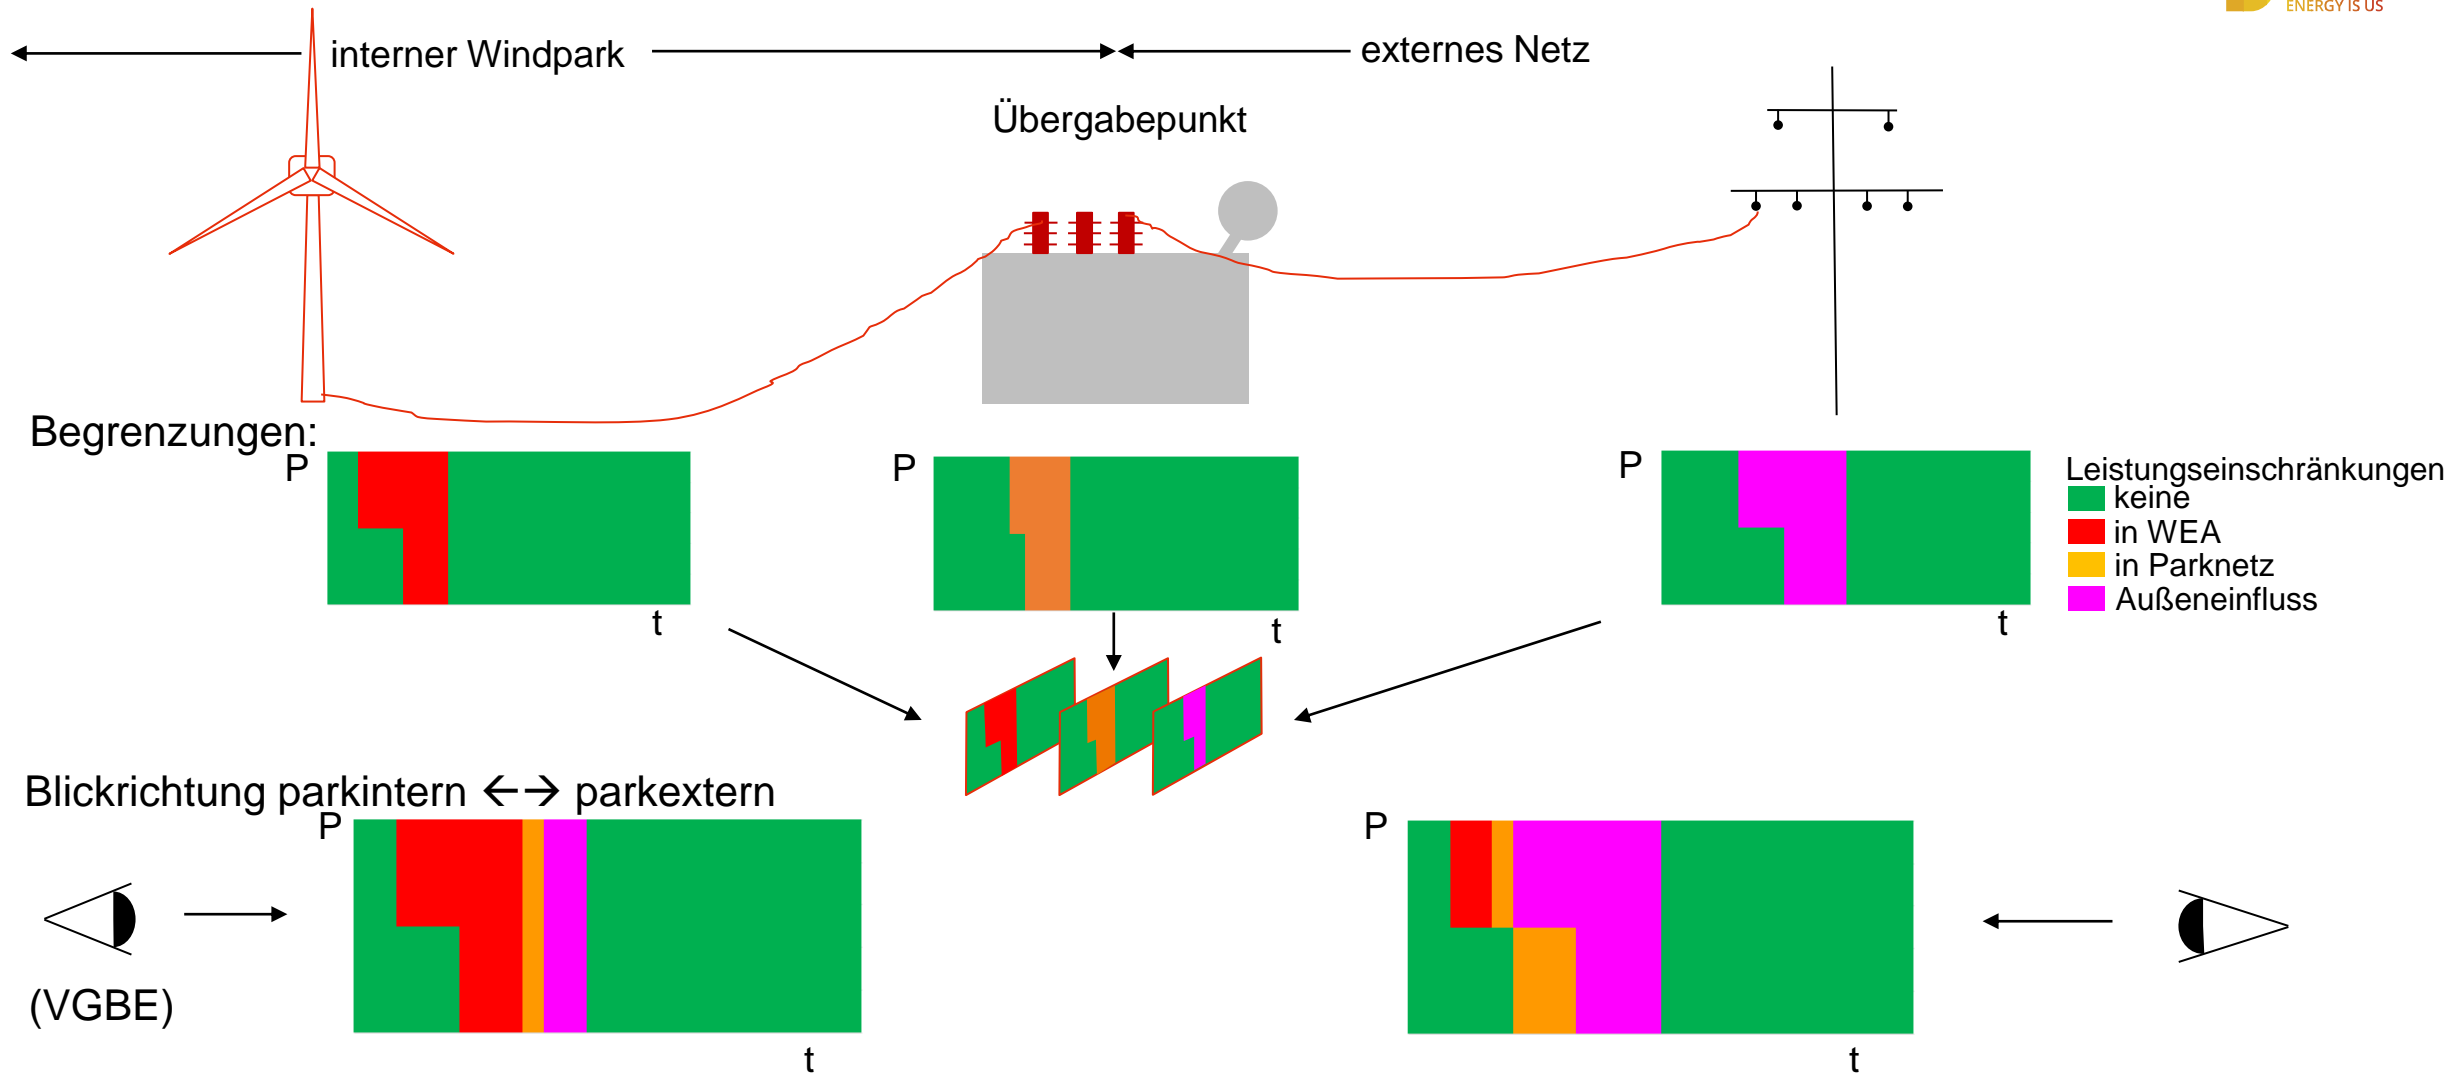 ENERGY IS US
interner Windpark
externes Netz
Übergabepunkt
Begrenzungen:
P
P
P
t
t
t
Leistungseinschränkungen
keine
in WEA
in Parknetz
Außeneinfluss
Blickrichtung parkintern ←→ parkextern
P
P
(VGBE)
t
t